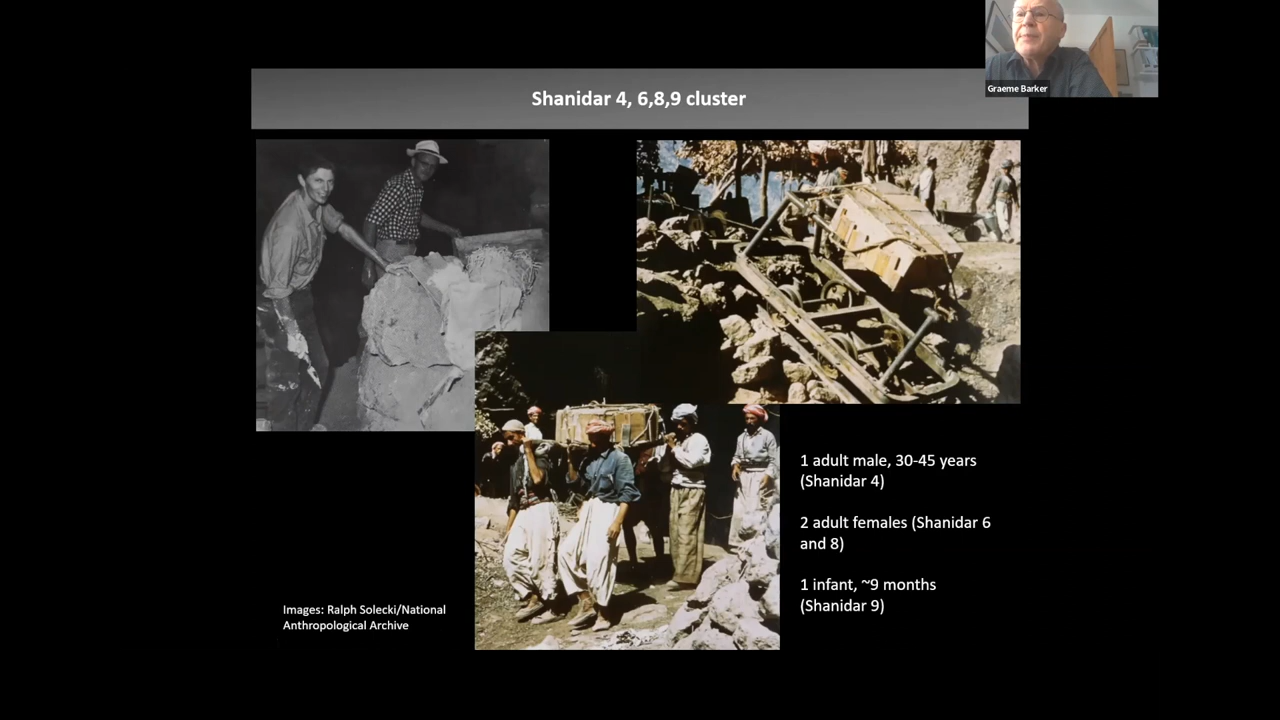 Graeme Barker
Shanidar 4, 6,8,9 cluster
1 adult male, 30-45 years
(Shanidar 4)
2 adult females (Shanidar 6
and 8)
1 infant, ~9 months
(Shanidar 9)
Images: Ralph Solecki/National
Anthropological Archive